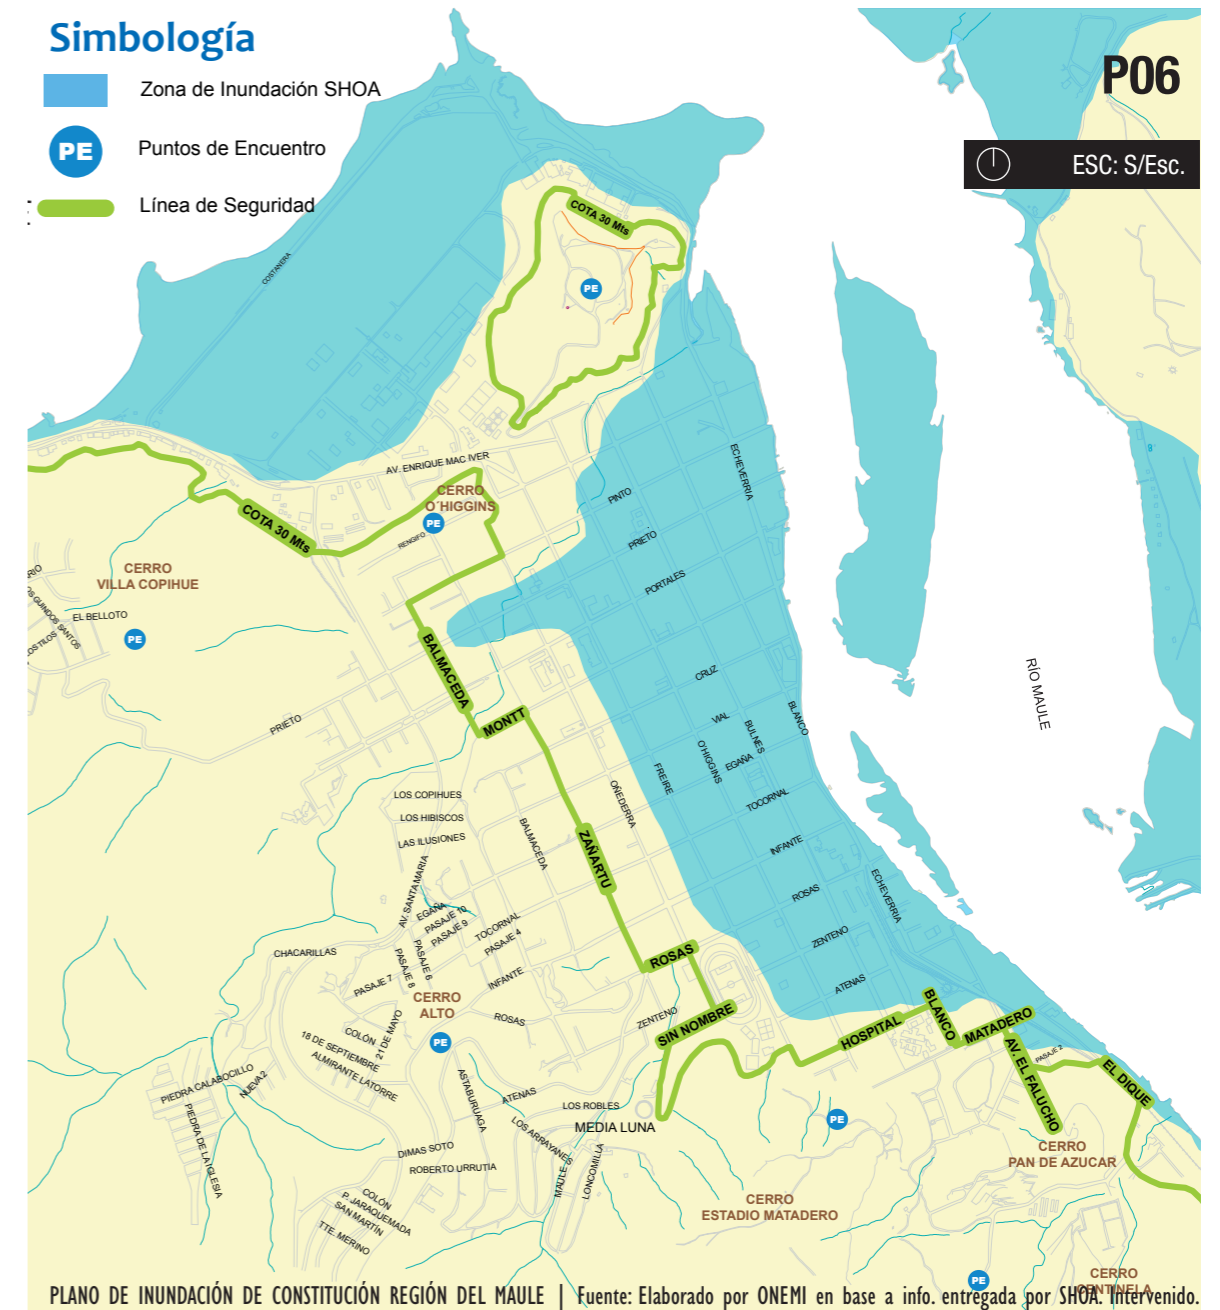 Simbología
Zona de Inundación SHOA
PE
Puntos de Encuentro
Línea de Seguridad
P06
ESC: S/Esc.
COTA 30 Mts
COSTANERA
PE
AV. ENRIQUE MAC IVER
ECHEVERRIA
CERRO
O´HIGGINS
PE
PINTO
COTA 30 Mts
RENGIFO
PRIETO
CERRO
VILLA COPIHUE
PORTALES
EL BELLOTO
PE
LOS TILOS
BALMACEDA
CRUZ
RÍO MAULE
PRIETO
MONTT
VIAL
BLANCO
BULNES
O'HIGGINS
EGAÑA
FREIRE
OÑEDERRA
TOCORNAL
LOS COPIHUES
LOS HIBISCOS
LAS ILUSIONES
BALMACEDA
ZAÑARTU
INFANTE
AV. SANTA MARIA
ROSAS
ECHEVERRIA
EGAÑA
PASAJE 10
PASAJE 9
TOCORNAL
PASAJE 4
ZENTENO
CHACARILLAS
PASAJE 6
PASAJE 8
PASAJE 7
INFANTE
ROSAS
ATENAS
CERRO
ALTO
BLANCO
ROSAS
ZENTENO
SIN NOMBRE
HOSPITAL
MATADERO
COLÓN
21 DE MAYO
18 DE SEPTIEMBRE
ALMIRANTE LATORRE
PE
AV. EL FALUCHO
PASAJE 2
EL DIQUE
PIEDRA CALABOCILLO
NUEVA 2
PIEDRA DE LA IGLESIA
ASTABURUAGA
ATENAS
LOS ROBLES
MEDIA LUNA
PE
LOS ARRAYANES
DIMAS SOTO
ROBERTO URRUTIA
MAULE
LONCOMILLA
CERRO
PAN DE AZUCAR
COLÓN
P. JARAQUEMADA
SAN MARTÍN
TTE. MERINO
CERRO
ESTADIO MATADERO
PE
CERRO
CENTINELA
PLANO DE INUNDACIÓN DE CONSTITUCIÓN REGIÓN DEL MAULE | Fuente: Elaborado por ONEMI en base a info. entregada por SHOA. Intervenido.